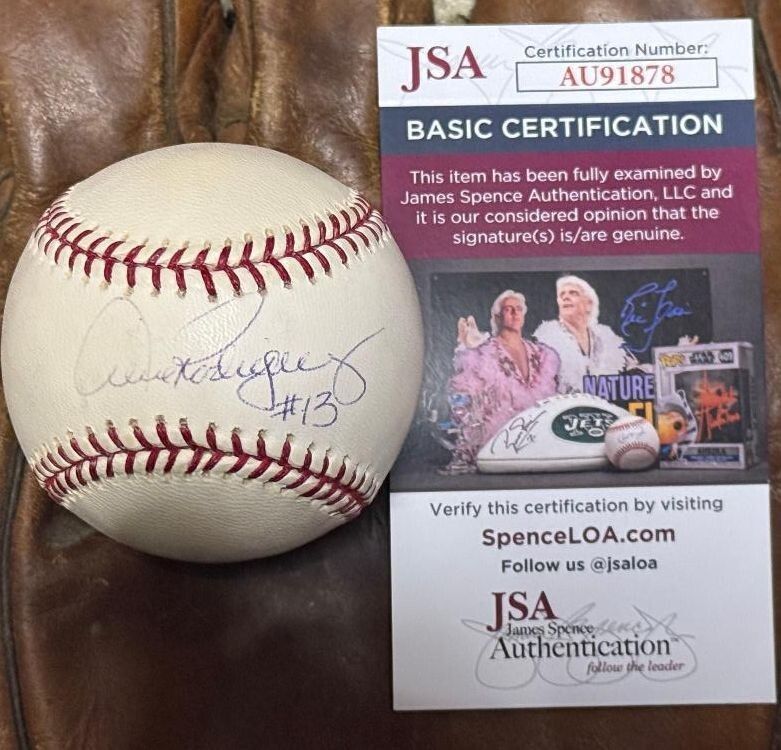 Rodriguez
#13
JSA
Certification Number:
AU91878
BASIC CERTIFICATION
This item has been fully examined by
James Spence Authentication, LLC and
it is our considered opinion that the
signature(s) is/are genuine.
NATURE
JETS
Verify this certification by visiting
SpenceLOA.com
Follow us @jsaloa
JSA
James Spence
Authentication™
follow the leader